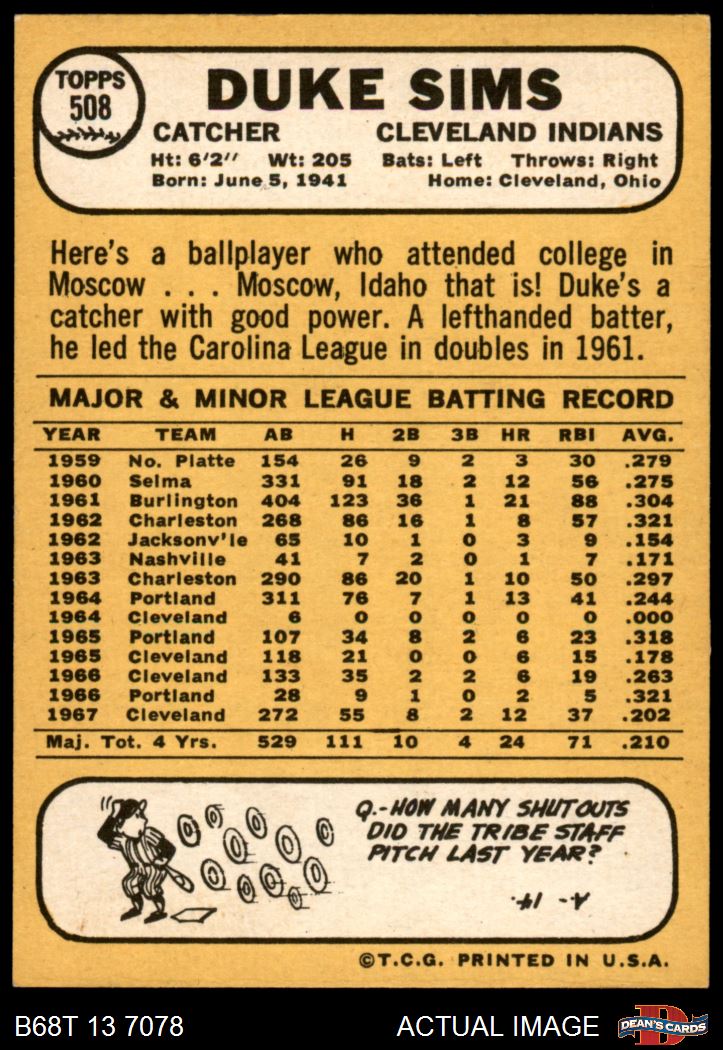 TOPPS
508
DUKE SIMS
CATCHER CLEVELAND INDIANS
Ht: 6'2" Wt: 205 Bats: Left Throws: Right
Born: June 5, 1941 Home: Cleveland, Ohio
Here's a ballplayer who attended college in
Moscow . . . Moscow, Idaho that is! Duke's a
catcher with good power. A lefthanded batter,
he led the Carolina League in doubles in 1961.
MAJOR & MINOR LEAGUE BATTING RECORD
YEAR TEAM AB H 2B 3B HR RBI AVG.
1959 No. Platte 154 26 9 2 3 30 .279
1960 Selma 331 91 18 2 12 56 .275
1961 Burlington 404 123 36 1 21 88 .304
1962 Charleston 268 86 16 1 8 57 .321
1962 Jacksonv'le 65 10 1 0 3 9 .154
1963 Nashville 41 7 2 0 1 7 .171
1963 Charleston 290 86 20 1 10 50 .297
1964 Portland 311 76 7 1 13 41 .244
1964 Cleveland 6 0 0 0 0 0 .000
1965 Portland 107 34 8 2 6 23 .318
1965 Cleveland 118 21 0 0 6 15 .178
1966 Cleveland 133 35 2 2 6 19 .263
1966 Portland 28 9 1 0 2 5 .321
1967 Cleveland 272 55 8 2 12 37 .202
Maj. Tot. 4 Yrs. 529 111 10 4 24 71 .210
Q.-HOW MANY SHUTOUTS
DID THE TRIBE STAFF
PITCH LAST YEAR?
A- 14.
©T.C.G. PRINTED IN U.S.A.
B68T 13 7078 ACTUAL IMAGE DEAN'S CARDS